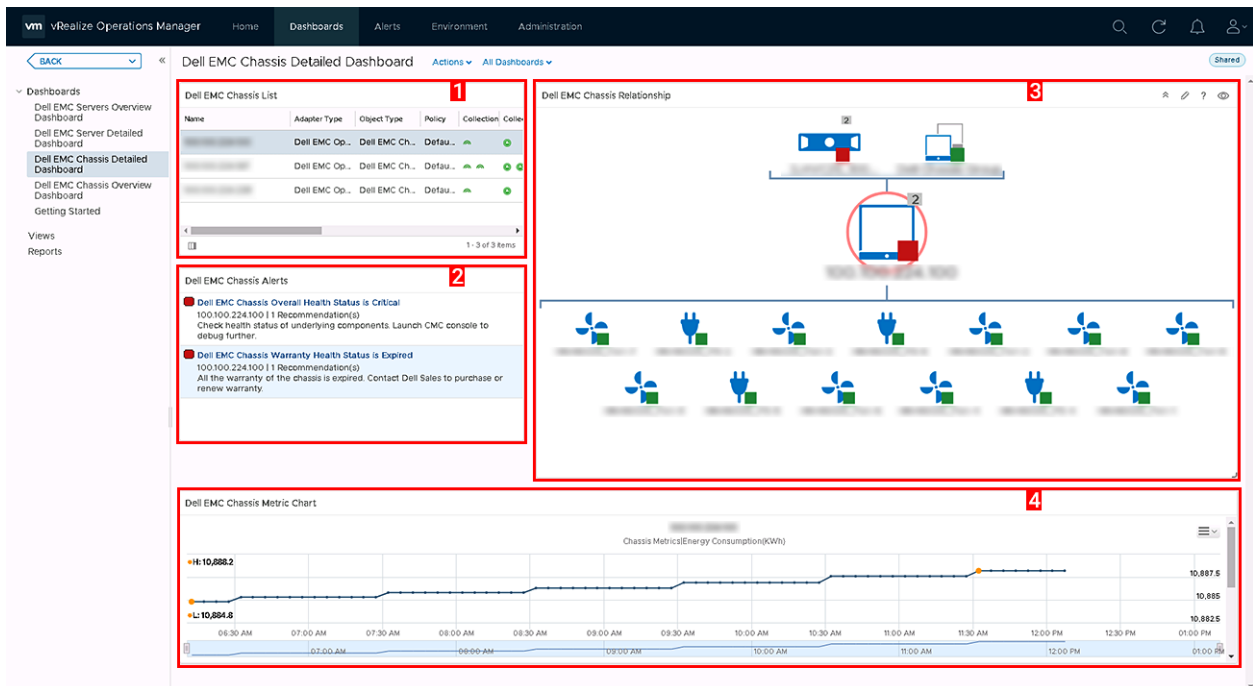 vm vRealize Operations Manager Home Dashboards Alerts Environment Administration
BACK
Dell EMC Chassis Detailed Dashboard Actions All Dashboards Shared
Dashboards
Dell EMC Servers Overview
Dashboard
Dell EMC Server Detailed
Dashboard
Dell EMC Chassis Detailed
Dashboard
Dell EMC Chassis Overview
Dashboard
Getting Started
Views
Reports
Dell EMC Chassis List 1
Name Adapter Type Object Type Policy Collection Colle
Dell EMC Op... Dell EMC Ch... Defau...
Dell EMC Op... Dell EMC Ch... Defau...
Dell EMC Op... Dell EMC Ch... Defau...
1 - 3 of 3 items
Dell EMC Chassis Alerts 2
Dell EMC Chassis Overall Health Status is Critical
100.100.224.100 | 1 Recommendation(s)
Check health status of underlying components. Launch CMC console to
debug further.
Dell EMC Chassis Warranty Health Status is Expired
100.100.224.100 | 1 Recommendation(s)
All the warranty of the chassis is expired. Contact Dell Sales to purchase or
renew warranty.
Dell EMC Chassis Relationship 3 ?
2
2
Dell EMC Chassis Metric Chart 4
Chassis Metrics|Energy Consumption(KWh)
H: 10,888.2
10,887.5
10,885
L: 10,884.8
10,882.5
06:30 AM 07:00 AM 07:30 AM 08:00 AM 08:30 AM 09:00 AM 09:30 AM 10:00 AM 10:30 AM 11:00 AM 11:30 AM 12:00 PM 12:30 PM 01:00 PM
07:00 AM 08:00 AM 09:00 AM 10:00 AM 11:00 AM 12:00 PM 01:00 PM